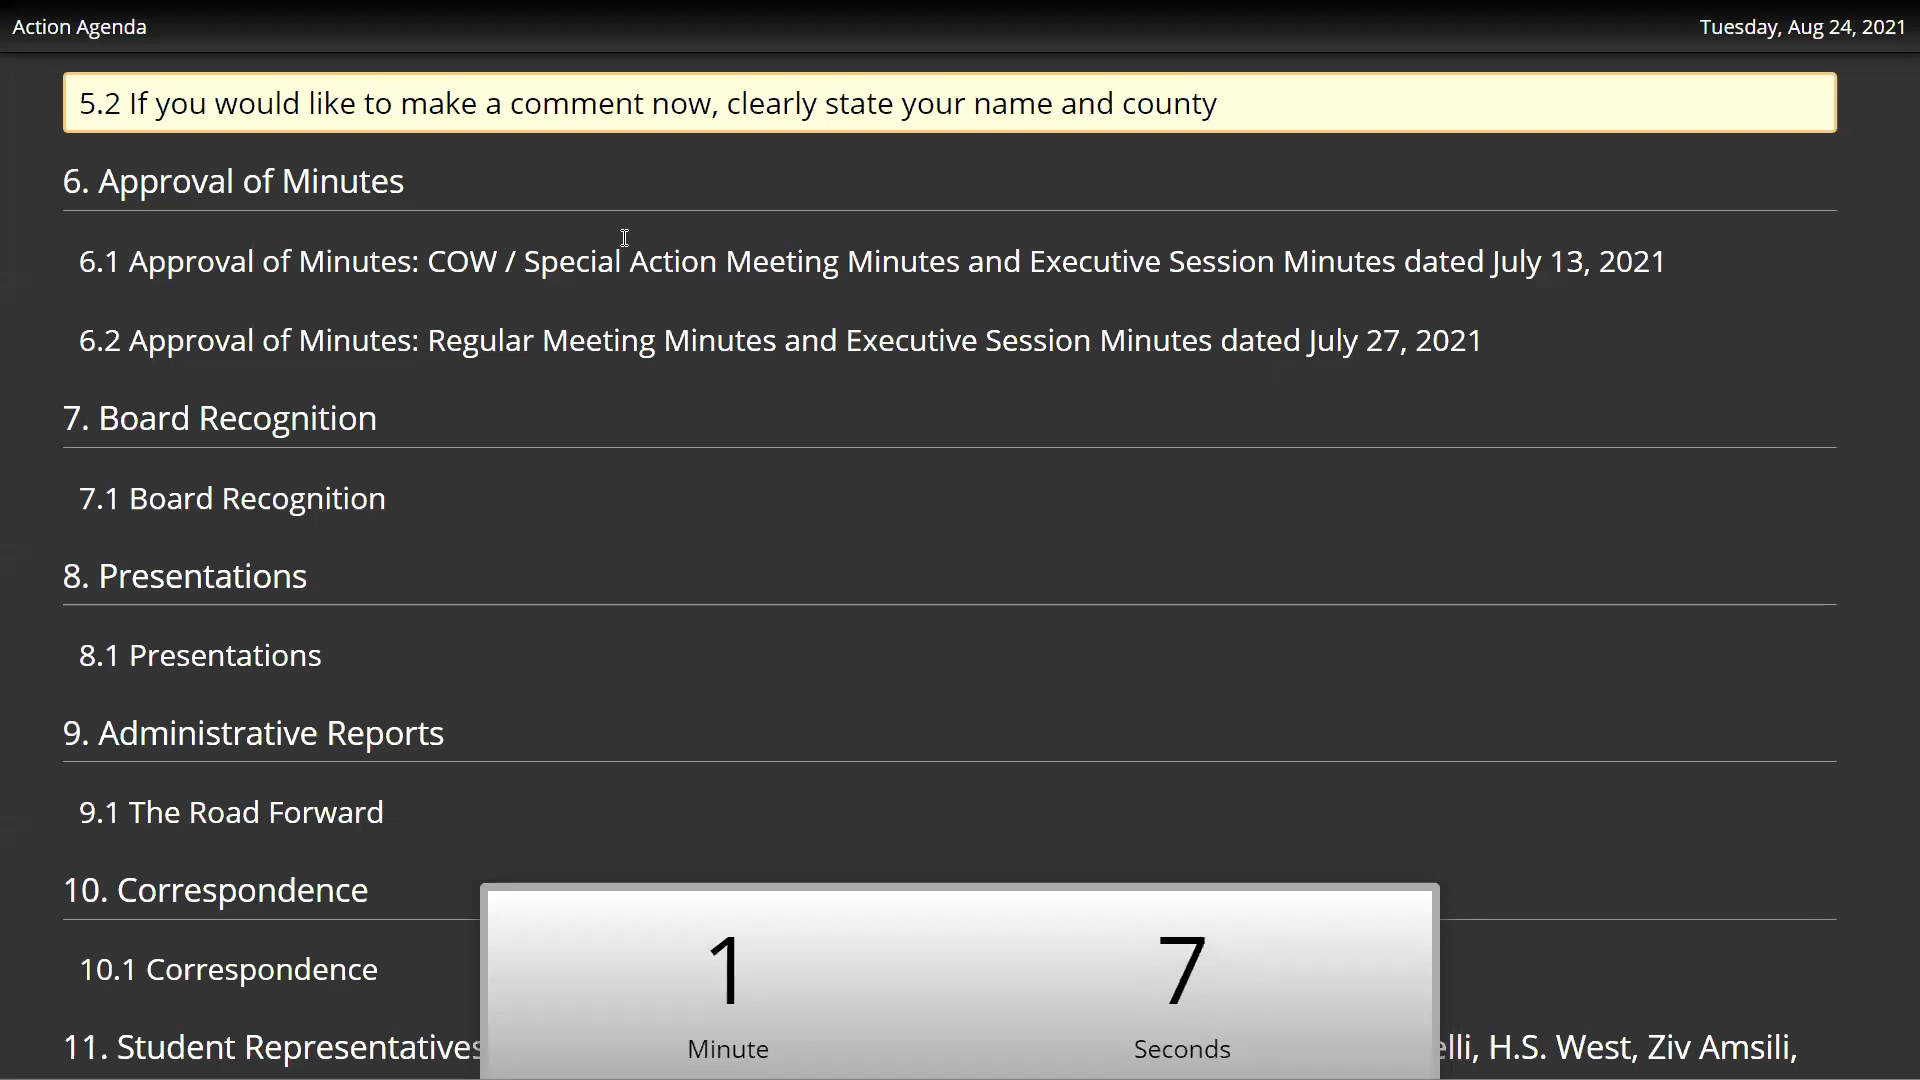 Action Agenda
Tuesday, Aug 24, 2021
5.2 If you would like to make a comment now, clearly state your name and county
6. Approval of Minutes
6.1 Approval of Minutes: COW / Special Action Meeting Minutes and Executive Session Minutes dated July 13, 2021
6.2 Approval of Minutes: Regular Meeting Minutes and Executive Session Minutes dated July 27, 2021
7. Board Recognition
7.1 Board Recognition
8. Presentations
8.1 Presentations
9. Administrative Reports
9.1 The Road Forward
10. Correspondence
10.1 Correspondence
11. Student Representatives
H.S. West, Ziv Amsili,
1
Minute
7
Seconds